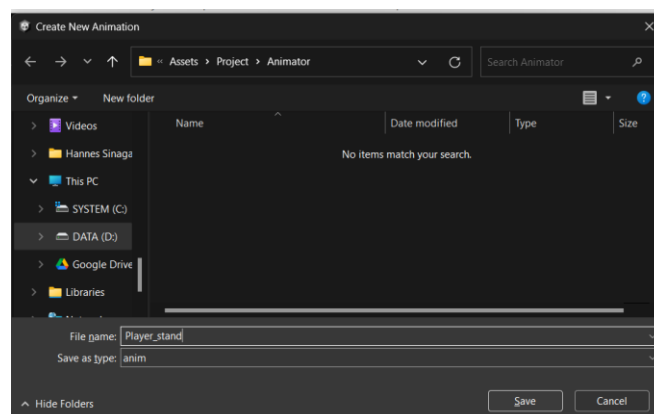 Create New Animation
« Assets › Project › Animator
Search Animator
Organize
New folder
Name
Date modified
Type
Size
Videos
No items match your search.
Hannes Sinaga
This PC
SYSTEM (C:)
DATA (D:)
Google Drive
Libraries
File name: Player_stand
Save as type: anim
Hide Folders
Save
Cancel